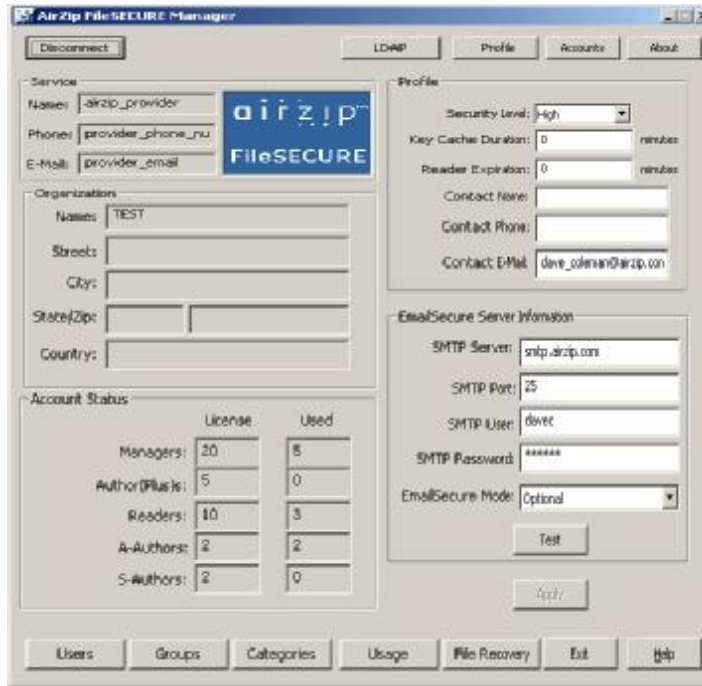 AirZip FileSECURE Manager
Disconnect
LDAP
Profile
Accounts
About
Service
Name: airzip_provider
Phone: provider_phone_nu
E-Mail: provider_email
airzip™
FileSECURE
Organization
Name: TEST
Street:
City:
State/Zip:
Country:
Account Status
License Used
Managers: 20 5
Author(Plus)s: 5 0
Readers: 10 3
A-Authors: 2 2
S-Authors: 2 0
Profile
Security Level: High
Key Cache Duration: 0 minutes
Reader Expiration: 0 minutes
Contact Name:
Contact Phone:
Contact E-Mail: dave_coleman@airzip.con
EmailSecure Server Information
SMTP Server: smtp.airzip.com
SMTP Port: 25
SMTP User: davec
SMTP Password: ******
EmailSecure Mode: Optional
Test
Apply
Users
Groups
Categories
Usage
File Recovery
Exit
Help